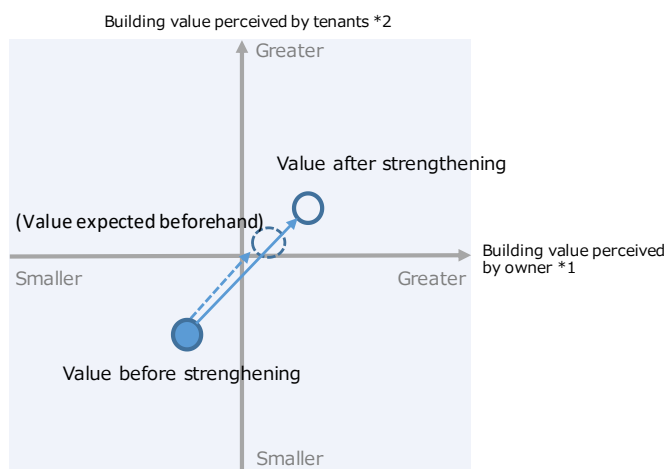 Building value perceived by tenants *2
Greater
Value after strengthening
(Value expected beforehand)
Building value perceived
by owner *1
Smaller
Greater
Value before strenghening
Smaller